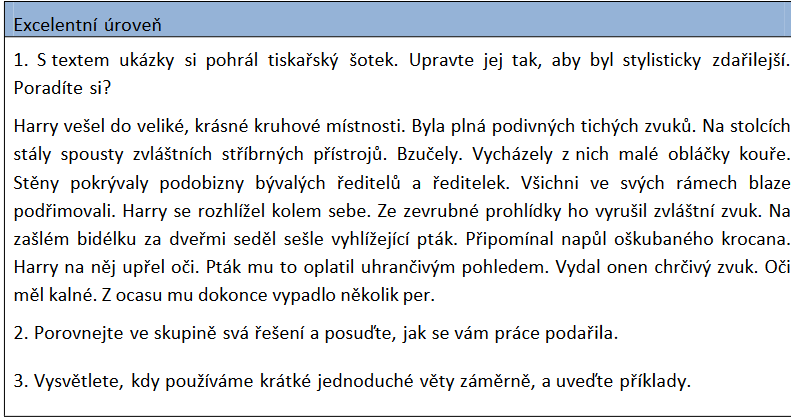 Excelentní úroveň
1. S textem ukázky si pohrál tiskařský šotek. Upravte jej tak, aby byl stylisticky zdařilejší.
Poradíte si?
Harry vešel do veliké, krásné kruhové místnosti. Byla plná podivných tichých zvuků. Na stolcích
stály spousty zvláštních stříbrných přístrojů. Bzučely. Vycházely z nich malé obláčky kouře.
Stěny pokrývaly podobizny bývalých ředitelů a ředitelek. Všichni ve svých rámech blaze
podřimovali. Harry se rozhlížel kolem sebe. Ze zevrubné prohlídky ho vyrušil zvláštní zvuk. Na
zašlém bidélku za dveřmi seděl sešle vyhlížející pták. Připomínal napůl oškubaného krocana.
Harry na něj upřel oči. Pták mu to oplatil uhrančivým pohledem. Vydal onen chrčivý zvuk. Oči
měl kalné. Z ocasu mu dokonce vypadlo několik per.
2. Porovnejte ve skupině svá řešení a posuďte, jak se vám práce podařila.
3. Vysvětlete, kdy používáme krátké jednoduché věty záměrně, a uveďte příklady.